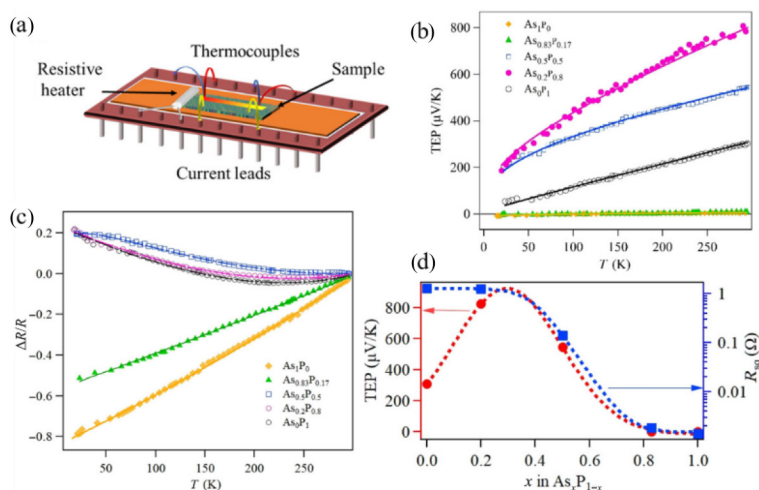 (a)
Thermocouples
Resistive
heater
Sample
Current leads
(b)
TEP (µV/K)
800
600
400
200
0
0
50
100
150
200
250
T (K)
As₁P₀
As₀.₈₃P₀.₁₇
As₀.₅P₀.₅
As₀.₂P₀.₈
As₀P₁
(c)
ΔR/R
0.2
0.0
-0.2
-0.4
-0.6
-0.8
50
100
150
200
250
T (K)
As₁P₀
As₀.₈₃P₀.₁₇
As₀.₅P₀.₅
As₀.₂P₀.₈
As₀P₁
(d)
TEP (µV/K)
800
600
400
200
0
0.0
0.2
0.4
0.6
0.8
1.0
x in AsₓP₁₋ₓ
1
0.1
0.01
R_sq (Ω)